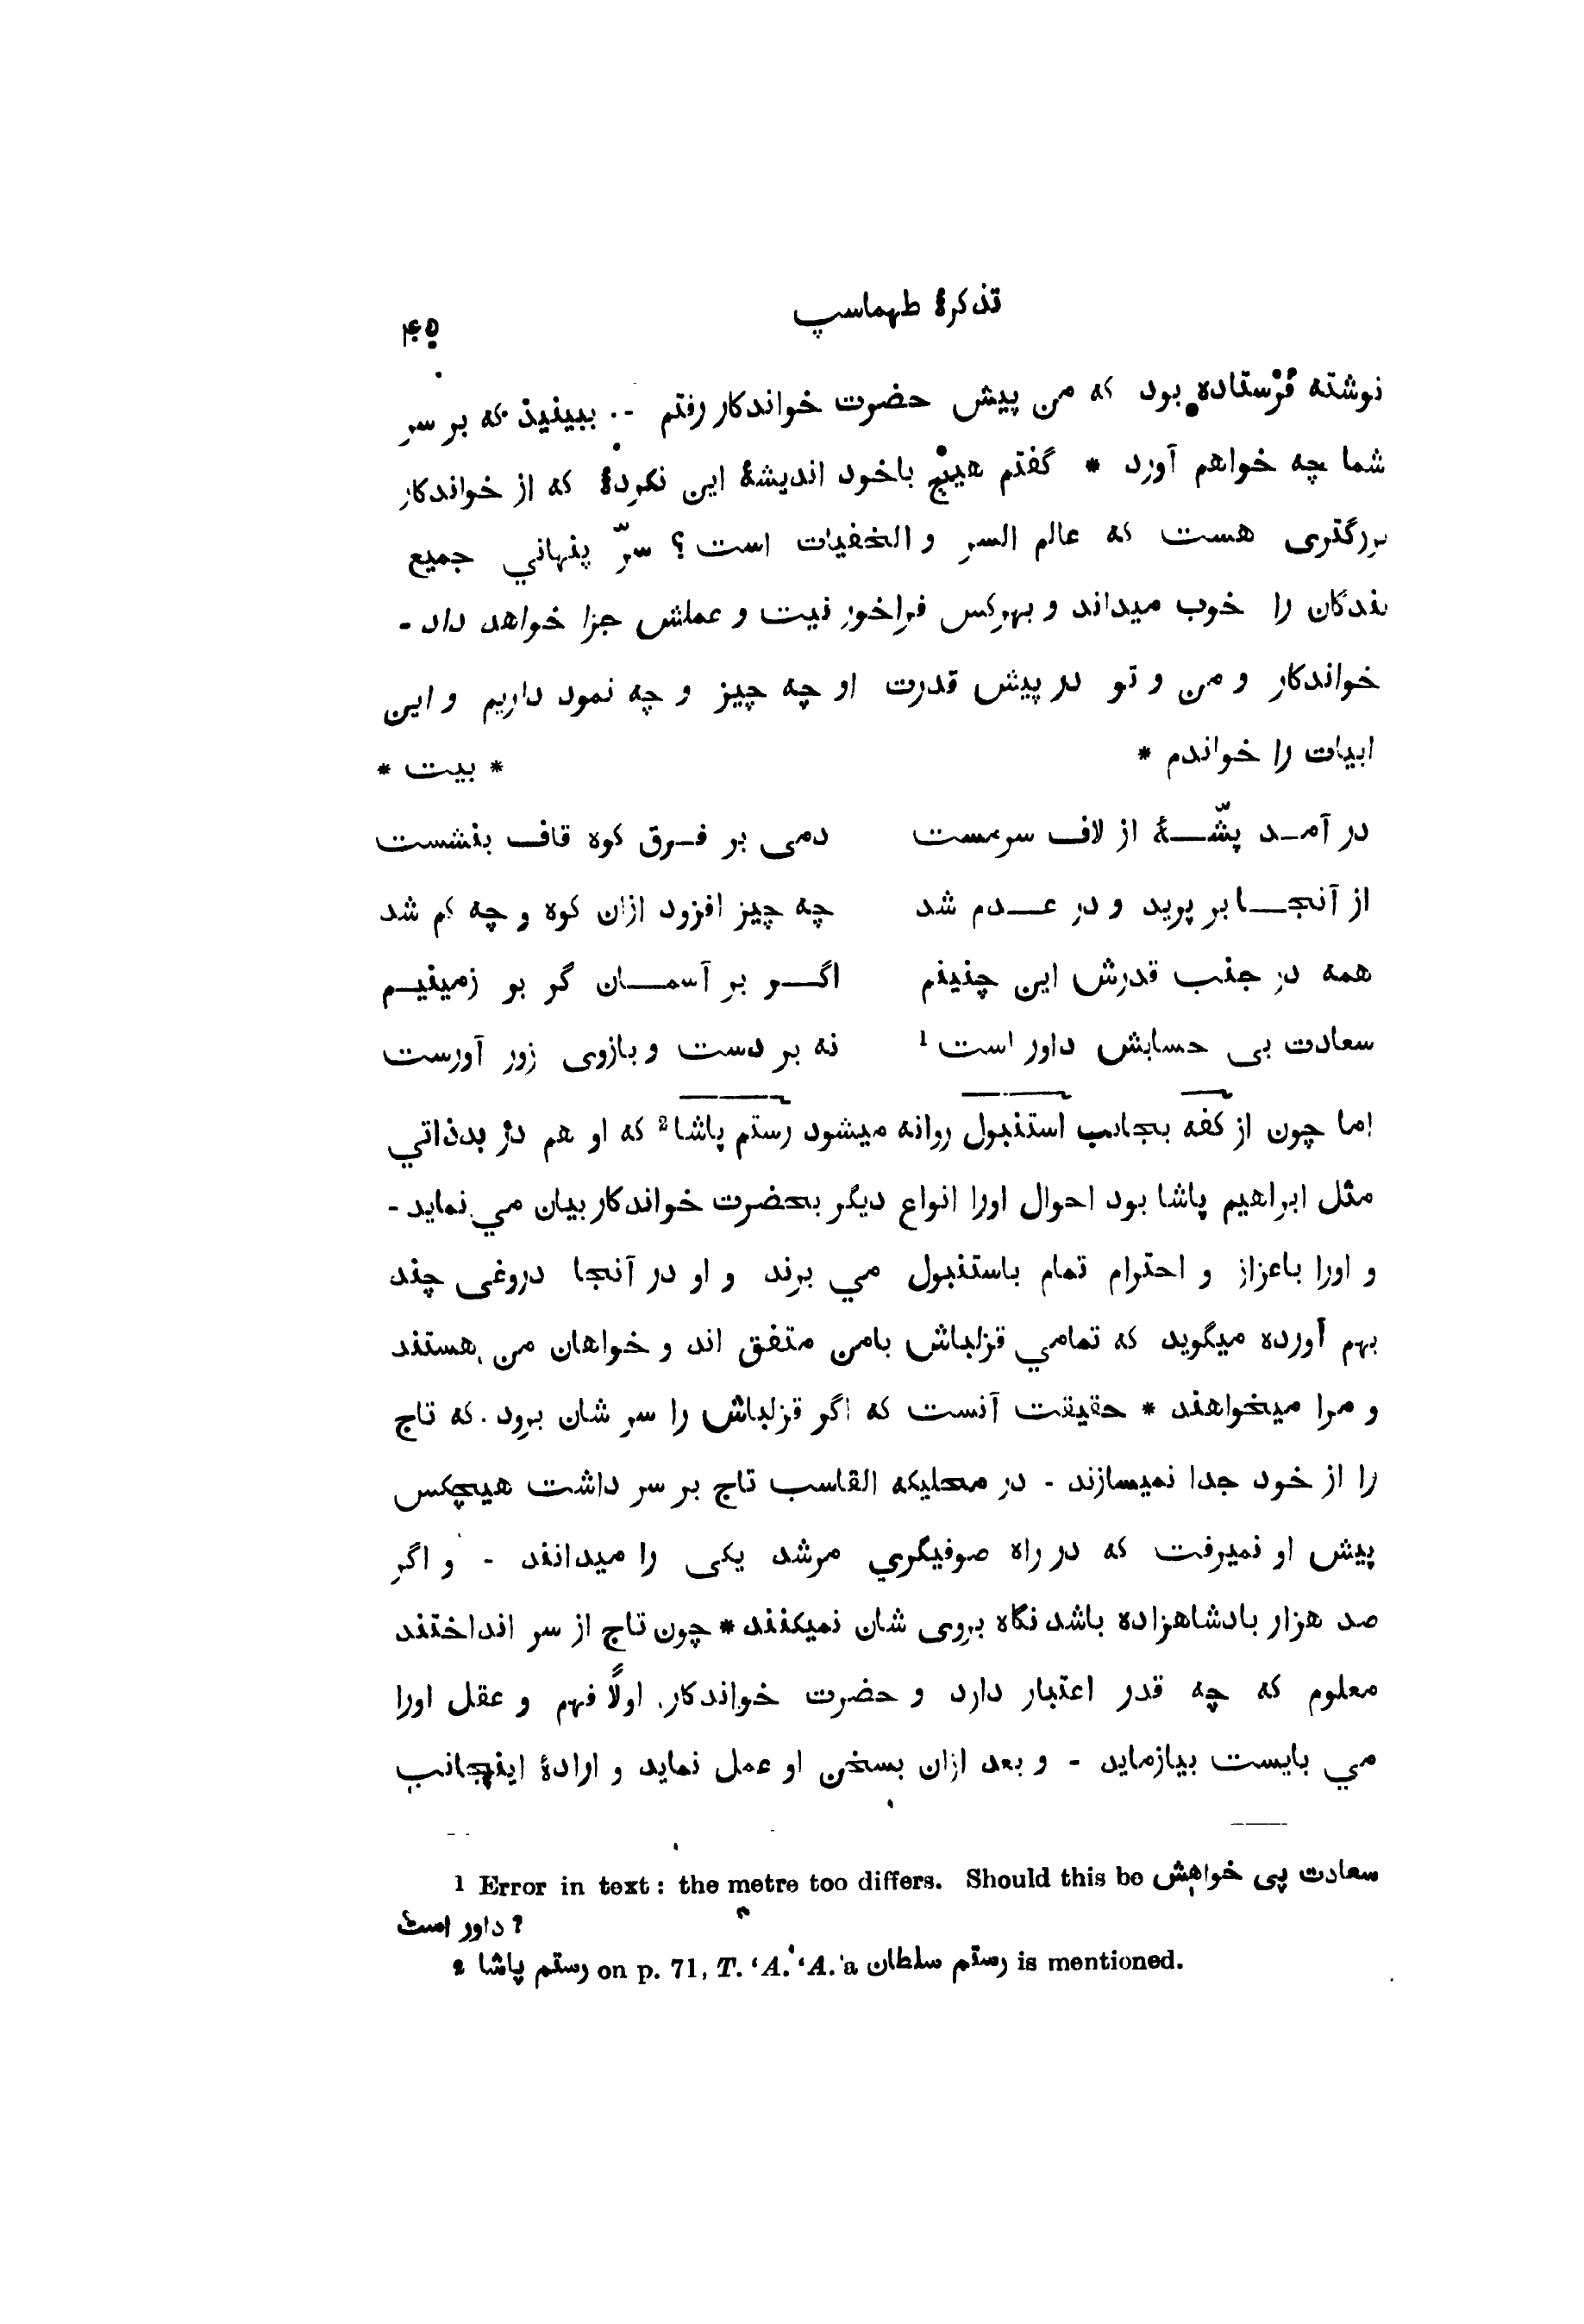 تذکرهٔ طهماسپ
۴۵
نوشته فرستاده بود که من پیش حضرت خواندکار رفتم - ببینید که بر سر
شما چه خواهم آورد * گفتم هیچ باخود اندیشهٔ این نکردهٔ که از خواندکار
بزرگتری هست که عالم السر و الخفیات است؟ سرّ پنهاني جمیع
بندگان را خوب میداند و بهرکس فراخور نیت و عملش جزا خواهد داد -
خواندکار و من و تو در پیش قدرت او چه چیز و چه نمود داریم و این
ابیات را خواندم * * بیت *
در آمد پشّهٔ از لاف سرمست دمی بر فرق کوه قاف بنشست
از آنجا بر پرید و در عدم شد چه چیز افزود ازان کوه و چه کم شد
همه در جنب قدرش این چنینم اگر بر آسمان گر بر زمینیم
سعادت بی حسابش داور است 1 نه بر دست و بازوی زور آورست
اما چون از کفه بجانب استنبول روانه میشود رستم پاشا 2 که او هم در بدذاتي
مثل ابراهیم پاشا بود احوال اورا انواع دیگر بحضرت خواندکار بیان مي نماید -
و اورا باعزاز و احترام تمام باستنبول مي برند و او در آنجا دروغی چند
بهم آورده میگوید که تمامي قزلباش بامن متفق اند و خواهان من هستند
و مرا میخواهند * حقیقت آنست که اگر قزلباش را سر شان برود که تاج
را از خود جدا نمیسازند - در محلیکه القاسب تاج بر سر داشت هیچکس
پیش او نمیرفت که در راه صوفیگري مرشد یکی را میدانند - و اگر
صد هزار بادشاهزاده باشد نگاه بروی شان نمیکنند * چون تاج از سر انداختند
معلوم که چه قدر اعتبار دارد و حضرت خواندکار اولاً فهم و عقل اورا
مي بایست بیازماید - و بعد ازان بسخن او عمل نماید و ارادهٔ اینجانب
1 Error in text: the metre too differs. Should this be سعادت پی خواهش
داور است ?
2 رستم پاشا on p. 71, T. 'A. 'A.'a رستم سلطان is mentioned.